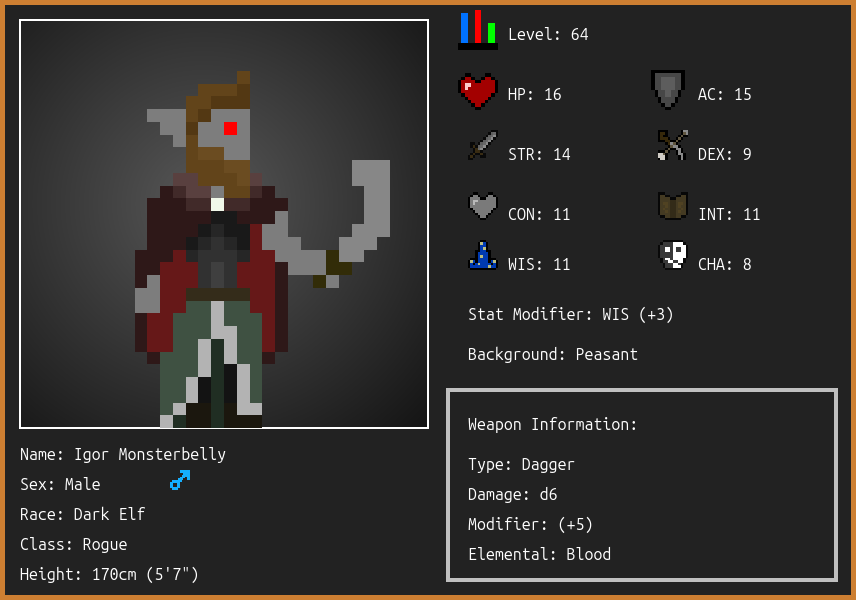 Level: 64
HP: 16
AC: 15
STR: 14
DEX: 9
CON: 11
INT: 11
WIS: 11
CHA: 8
Stat Modifier: WIS (+3)
Background: Peasant
Weapon Information:
Type: Dagger
Damage: d6
Modifier: (+5)
Elemental: Blood
Name: Igor Monsterbelly
Sex: Male
Race: Dark Elf
Class: Rogue
Height: 170cm (5'7")